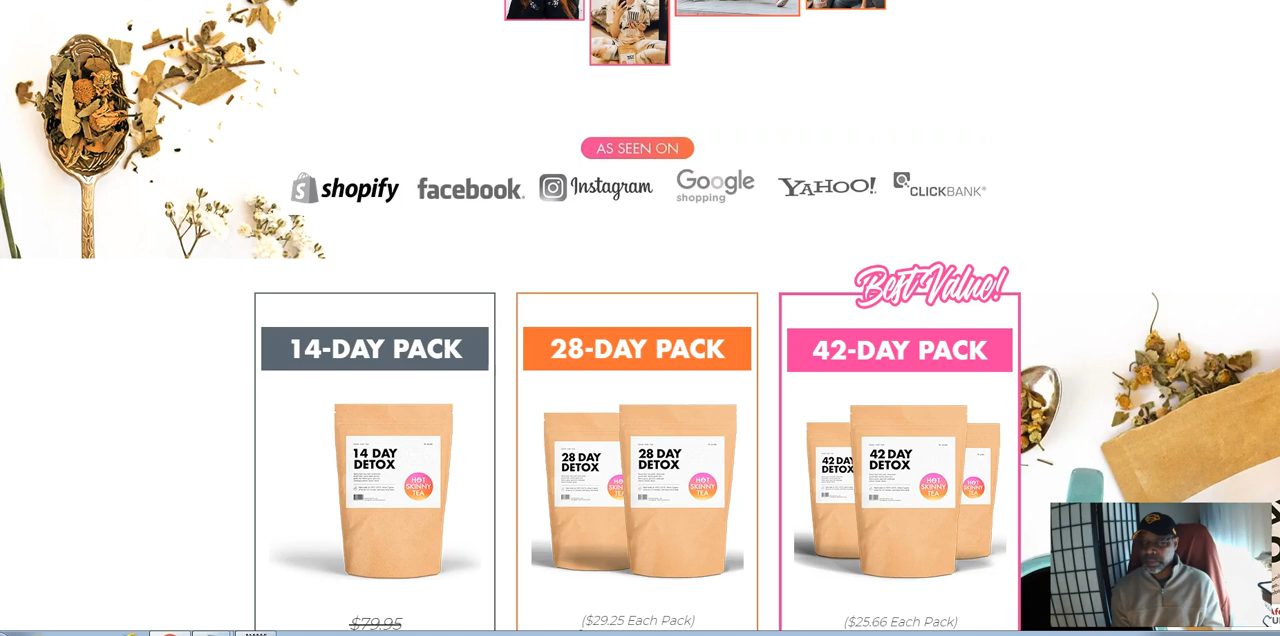 AS SEEN ON
shopify facebook. Instagram Google shopping YAHOO! CLICKBANK®
Best Value!
14-DAY PACK
28-DAY PACK
42-DAY PACK
14 DAY
DETOX
HOT
SKINNY
TEA
28 DAY
DETOX
28 DAY
DETOX
HOT
SKINNY
TEA
42 DAY
DETOX
HOT
SKINNY
TEA
$79.95
($29.25 Each Pack)
($25.66 Each Pack)